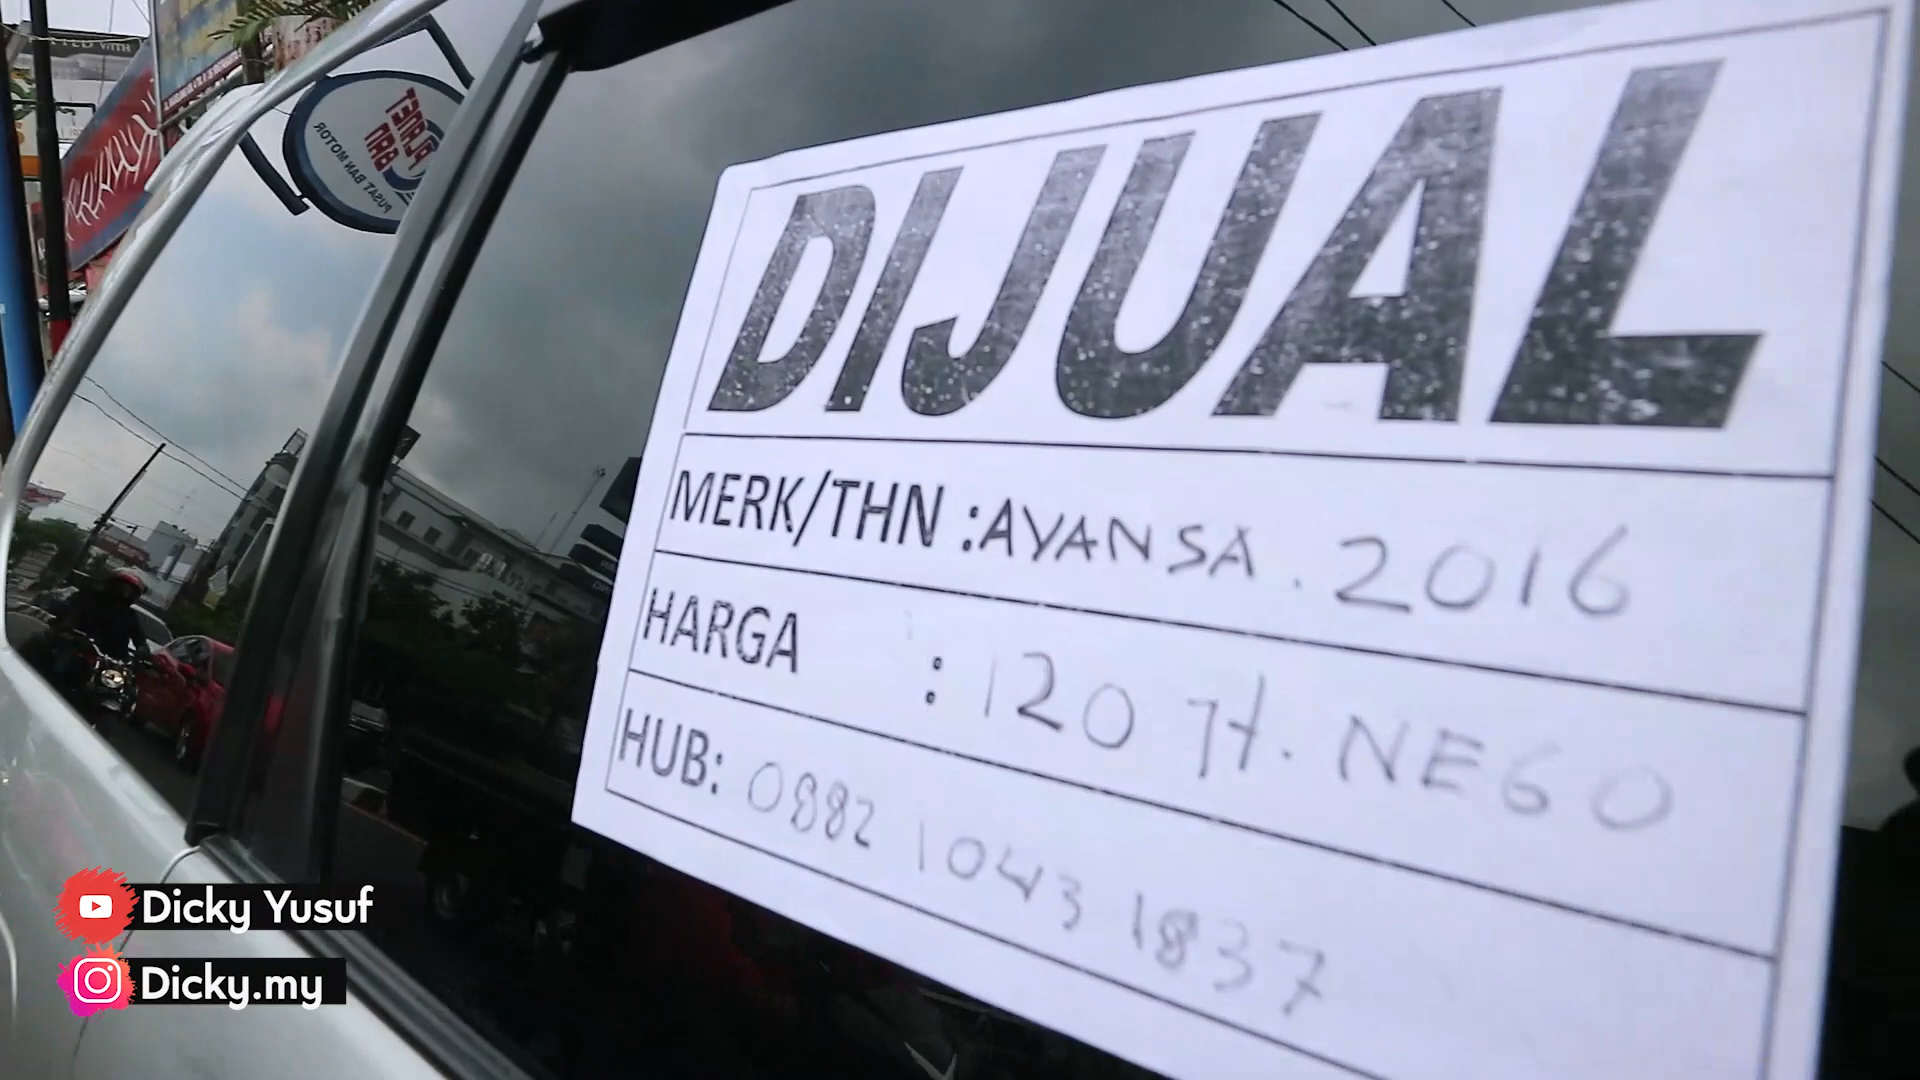 PLANET
BAN
PUSAT BAN MOTOR
DIJUAL
MERK/THN : AVANSA . 2016
HARGA : 120 Jt. NEGO
HUB: 0882 1043 1837
Dicky Yusuf
Dicky.my